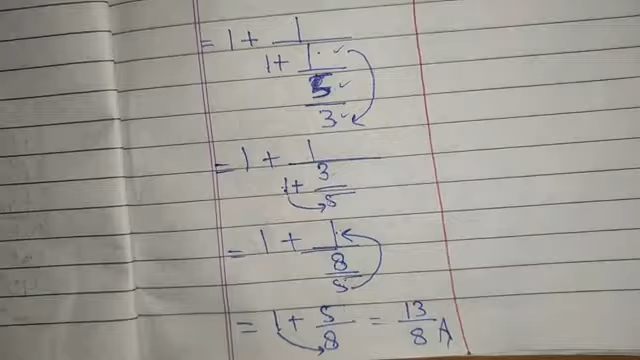 = 1 + 1
1 + 1
5
3
= 1 + 1
1 + 3
5
= 1 + 1
8
5
= 1 + 5/8 = 13/8 A